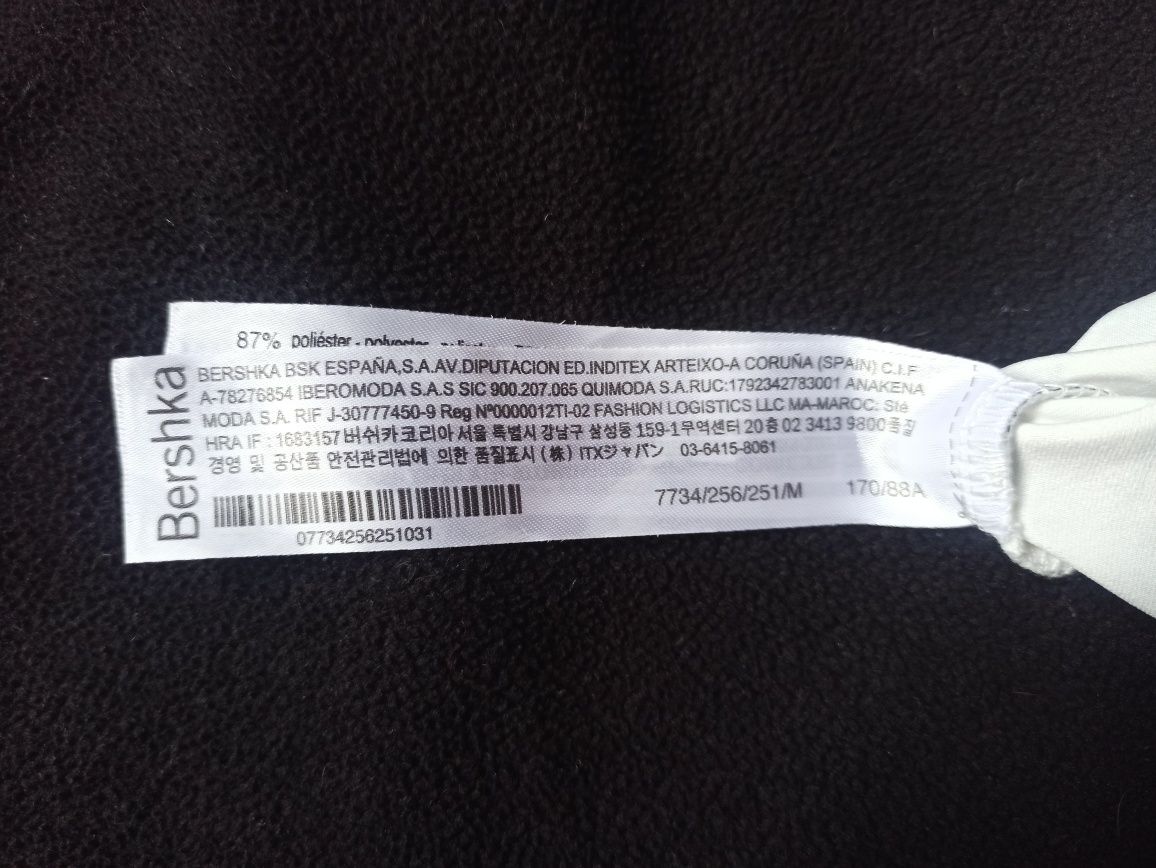 87% poliéster - polyester
Bershka
BERSHKA BSK ESPAÑA,S.A.AV.DIPUTACION ED.INDITEX ARTEIXO-A CORUÑA (SPAIN) C.I.F
A-78276854 IBEROMODA S.A.S SIC 900.207.065 QUIMODA S.A.RUC:1792342783001 ANAKENA
MODA S.A. RIF J-30777450-9 Reg Nº0000012TI-02 FASHION LOGISTICS LLC MA-MAROC: Sté
HRA IF : 1683157 버쉬카코리아 서울 특별시 강남구 삼성동 159-1무역센터 20층 02 3413 9800품질
경영 및 공산품 안전관리법에 의한 품질표시 (株) ITXジャパン 03-6415-8061
7734/256/251/M 170/88A
07734256251031